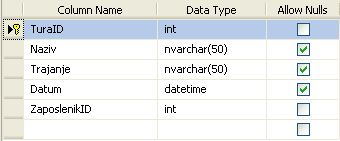 Column Name Data Type Allow Nulls
TuraID int
Naziv nvarchar(50)
Trajanje nvarchar(50)
Datum datetime
ZaposlenikID int